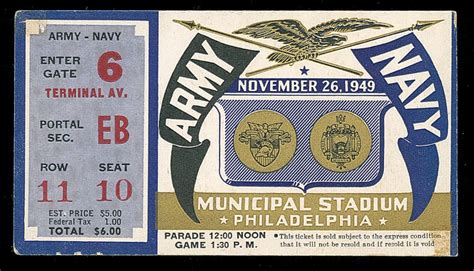 ARMY - NAVY
ENTER
GATE 6
TERMINAL AV.
PORTAL
SEC. EB
ROW SEAT
11 10
EST. PRICE $5.00
Federal Tax 1.00
TOTAL $6.00
ARMY
NAVY
NOVEMBER 26, 1949
MUNICIPAL STADIUM
★ PHILADELPHIA ★
PARADE 12:00 NOON
GAME 1:30 P. M.
"This ticket is sold subject to the express condition
that it will not be resold and if resold it is void